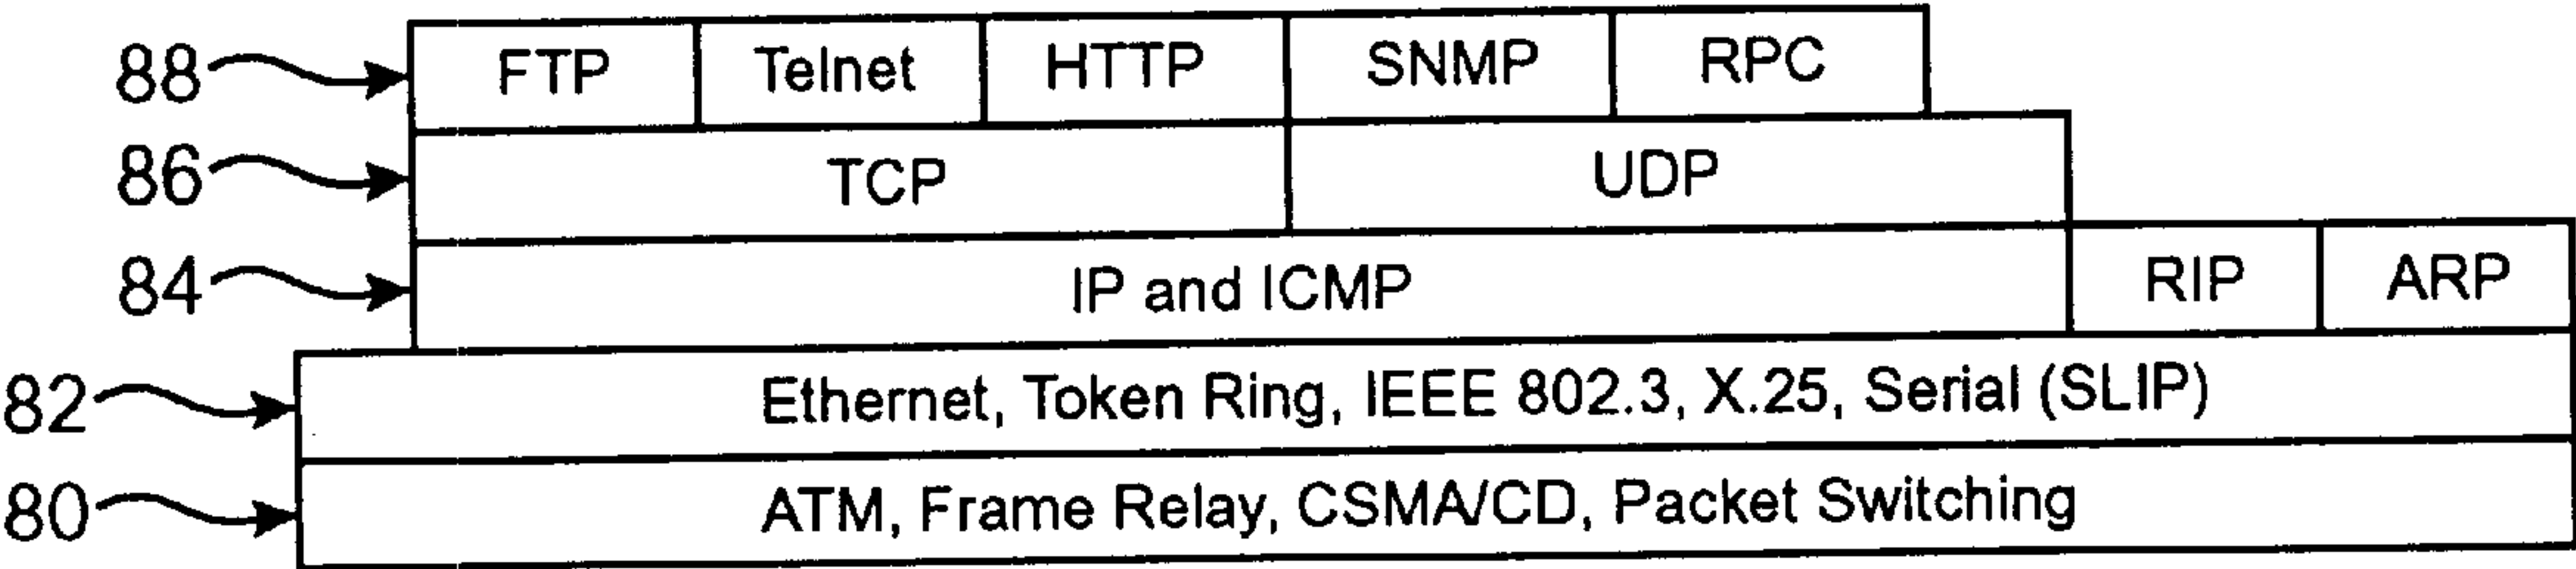 88 FTP Telnet HTTP SNMP RPC
86 TCP UDP
84 IP and ICMP RIP ARP
82 Ethernet, Token Ring, IEEE 802.3, X.25, Serial (SLIP)
80 ATM, Frame Relay, CSMA/CD, Packet Switching